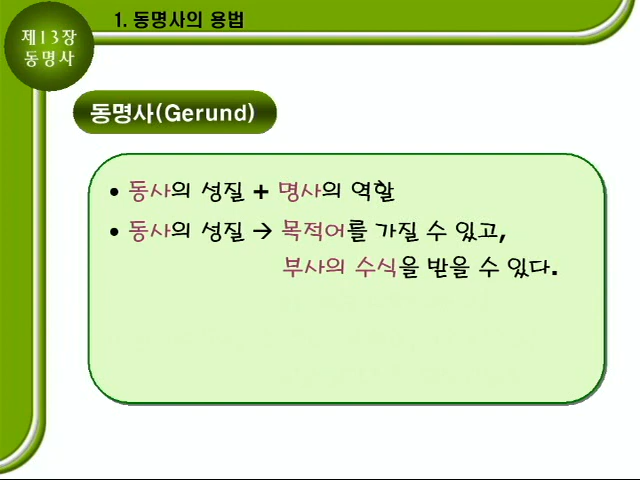 1. 동명사의 용법
제13장
동명사
동명사(Gerund)
• 동사의 성질 + 명사의 역할
• 동사의 성질 → 목적어를 가질 수 있고,
부사의 수식을 받을 수 있다.